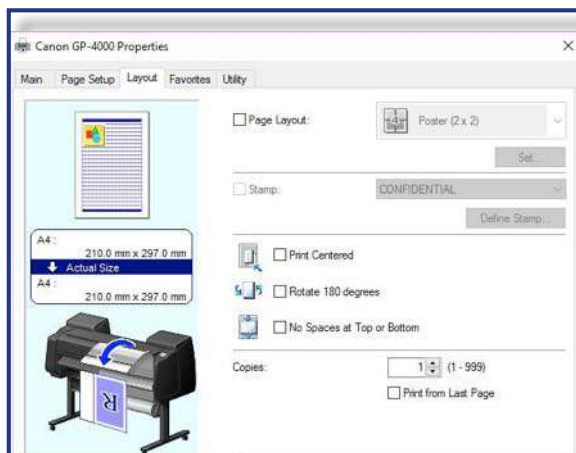 Canon GP-4000 Properties
Main Page Setup Layout Favorites Utility
Page Layout: Poster (2 x 2)
Set...
Stamp: CONFIDENTIAL
Define Stamp...
A4 :
210.0 mm x 297.0 mm
Actual Size
A4 :
210.0 mm x 297.0 mm
Print Centered
Rotate 180 degrees
No Spaces at Top or Bottom
R
Copies: 1 (1 - 999)
Print from Last Page